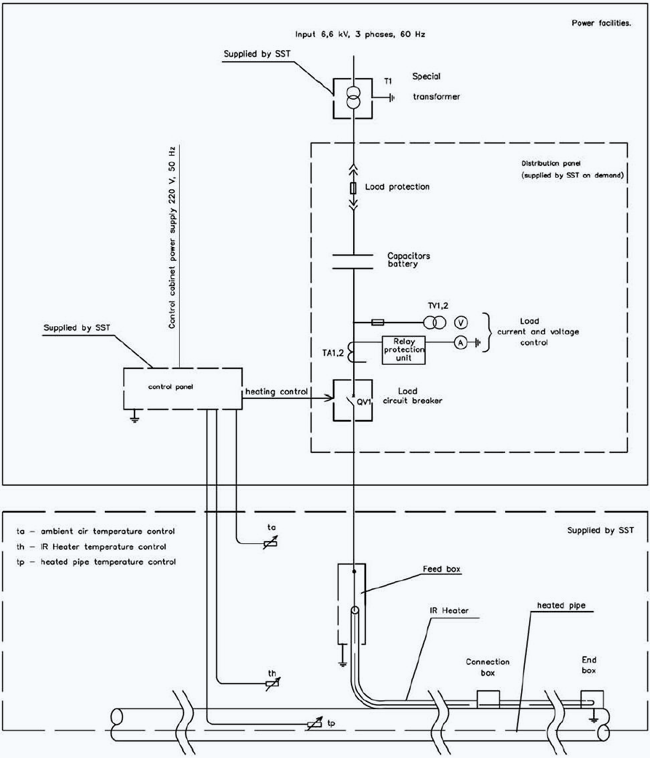 Power facilities.
Input 6,6 kV, 3 phases, 60 Hz
Supplied by SST
T1
Special
transformer
Distribution panel
(supplied by SST on demand)
Load protection
Control cabinet power supply 220 V, 50 Hz
Capacitors
battery
TV1,2
V
Load
current and voltage
control
Supplied by SST
TA1,2
Relay
protection
unit
A
control panel
heating control
QV1
Load
circuit breaker
ta – ambient air temperature control
th – IR Heater temperature control
tp – heated pipe temperature control
ta
Supplied by SST
Feed box
IR Heater
heated pipe
Connection
box
End
box
th
tp